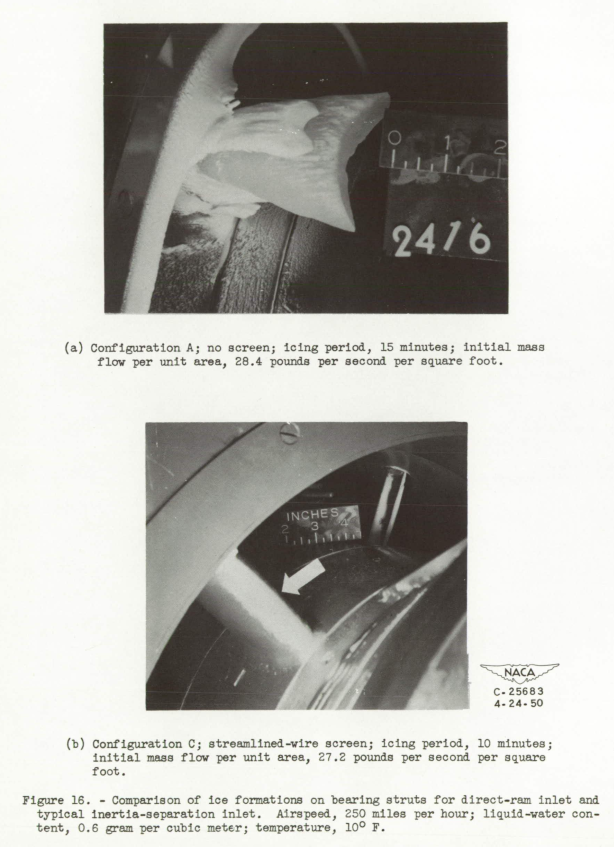 0 1 2
2416
(a) Configuration A; no screen; icing period, 15 minutes; initial mass
flow per unit area, 28.4 pounds per second per square foot.
INCHES
2 3 4
NACA
C-25683
4-24-50
(b) Configuration C; streamlined-wire screen; icing period, 10 minutes;
initial mass flow per unit area, 27.2 pounds per second per square
foot.
Figure 16. - Comparison of ice formations on bearing struts for direct-ram inlet and
typical inertia-separation inlet. Airspeed, 250 miles per hour; liquid-water con-
tent, 0.6 gram per cubic meter; temperature, 10° F.